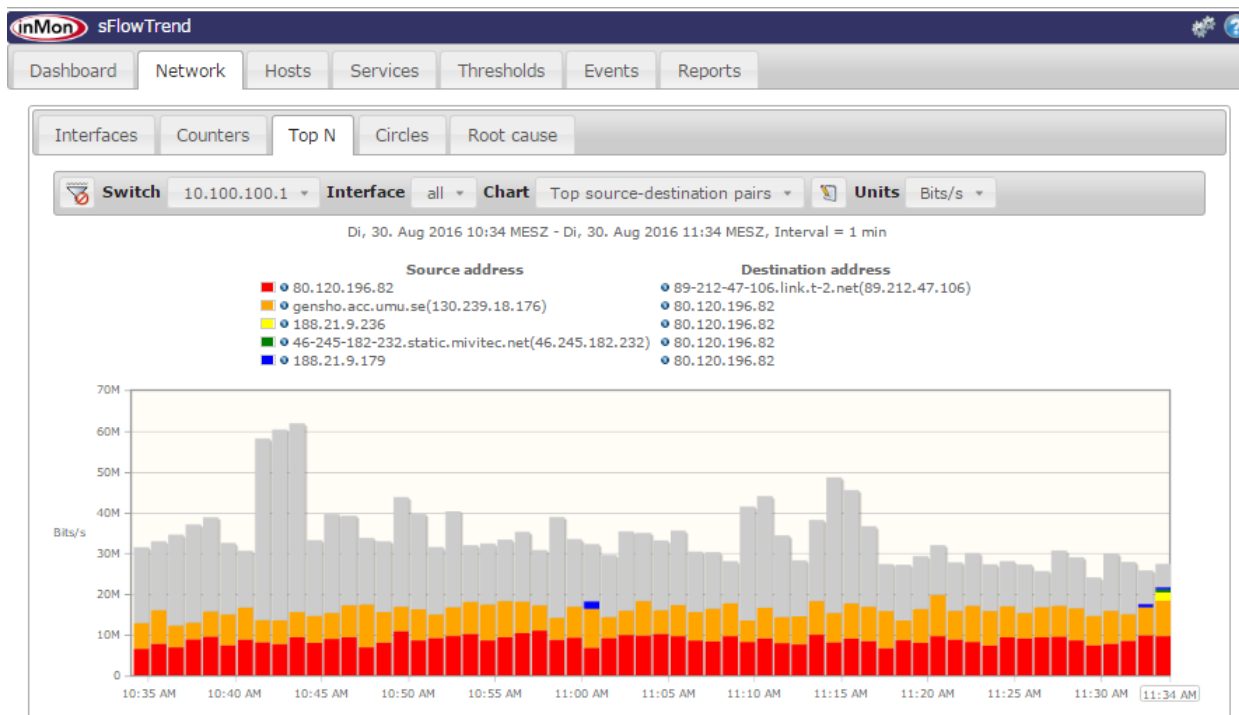 inMon sFlowTrend ?
Dashboard Network Hosts Services Thresholds Events Reports
Interfaces Counters Top N Circles Root cause
Switch 10.100.100.1 Interface all Chart Top source-destination pairs Units Bits/s
Di, 30. Aug 2016 10:34 MESZ - Di, 30. Aug 2016 11:34 MESZ, Interval = 1 min
Source address Destination address
80.120.196.82 89-212-47-106.link.t-2.net(89.212.47.106)
gensho.acc.umu.se(130.239.18.176) 80.120.196.82
188.21.9.236 80.120.196.82
46-245-182-232.static.mivitec.net(46.245.182.232) 80.120.196.82
188.21.9.179 80.120.196.82
70M
60M
50M
40M
Bits/s
30M
20M
10M
0
10:35 AM 10:40 AM 10:45 AM 10:50 AM 10:55 AM 11:00 AM 11:05 AM 11:10 AM 11:15 AM 11:20 AM 11:25 AM 11:30 AM 11:34 AM